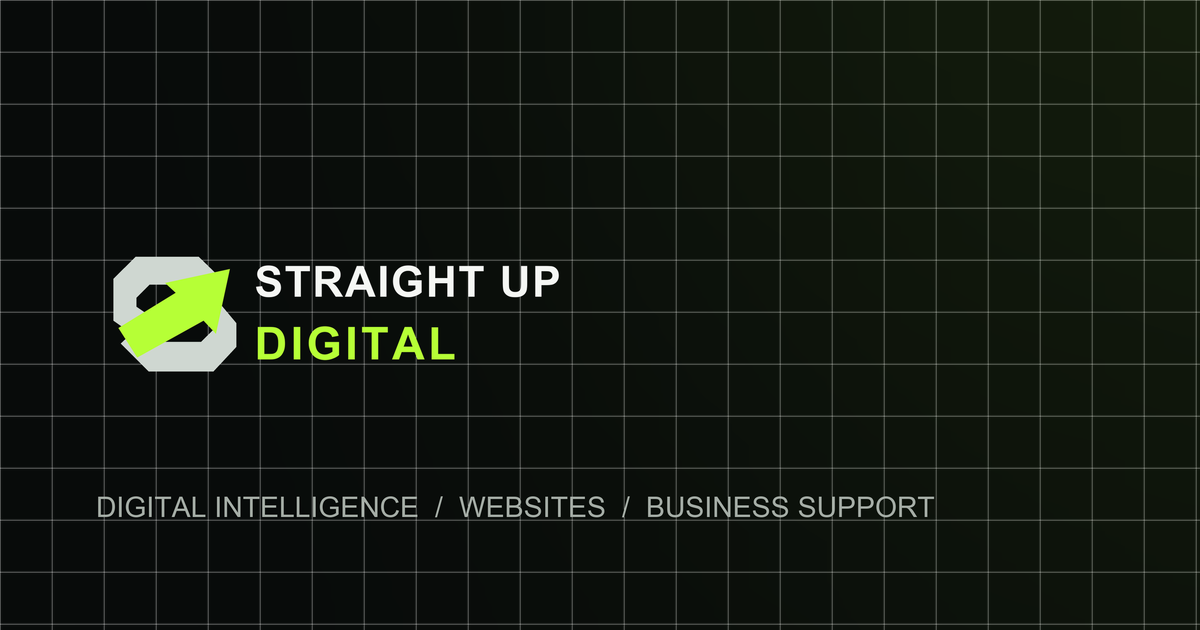 STRAIGHT UP
DIGITAL
DIGITAL INTELLIGENCE / WEBSITES / BUSINESS SUPPORT